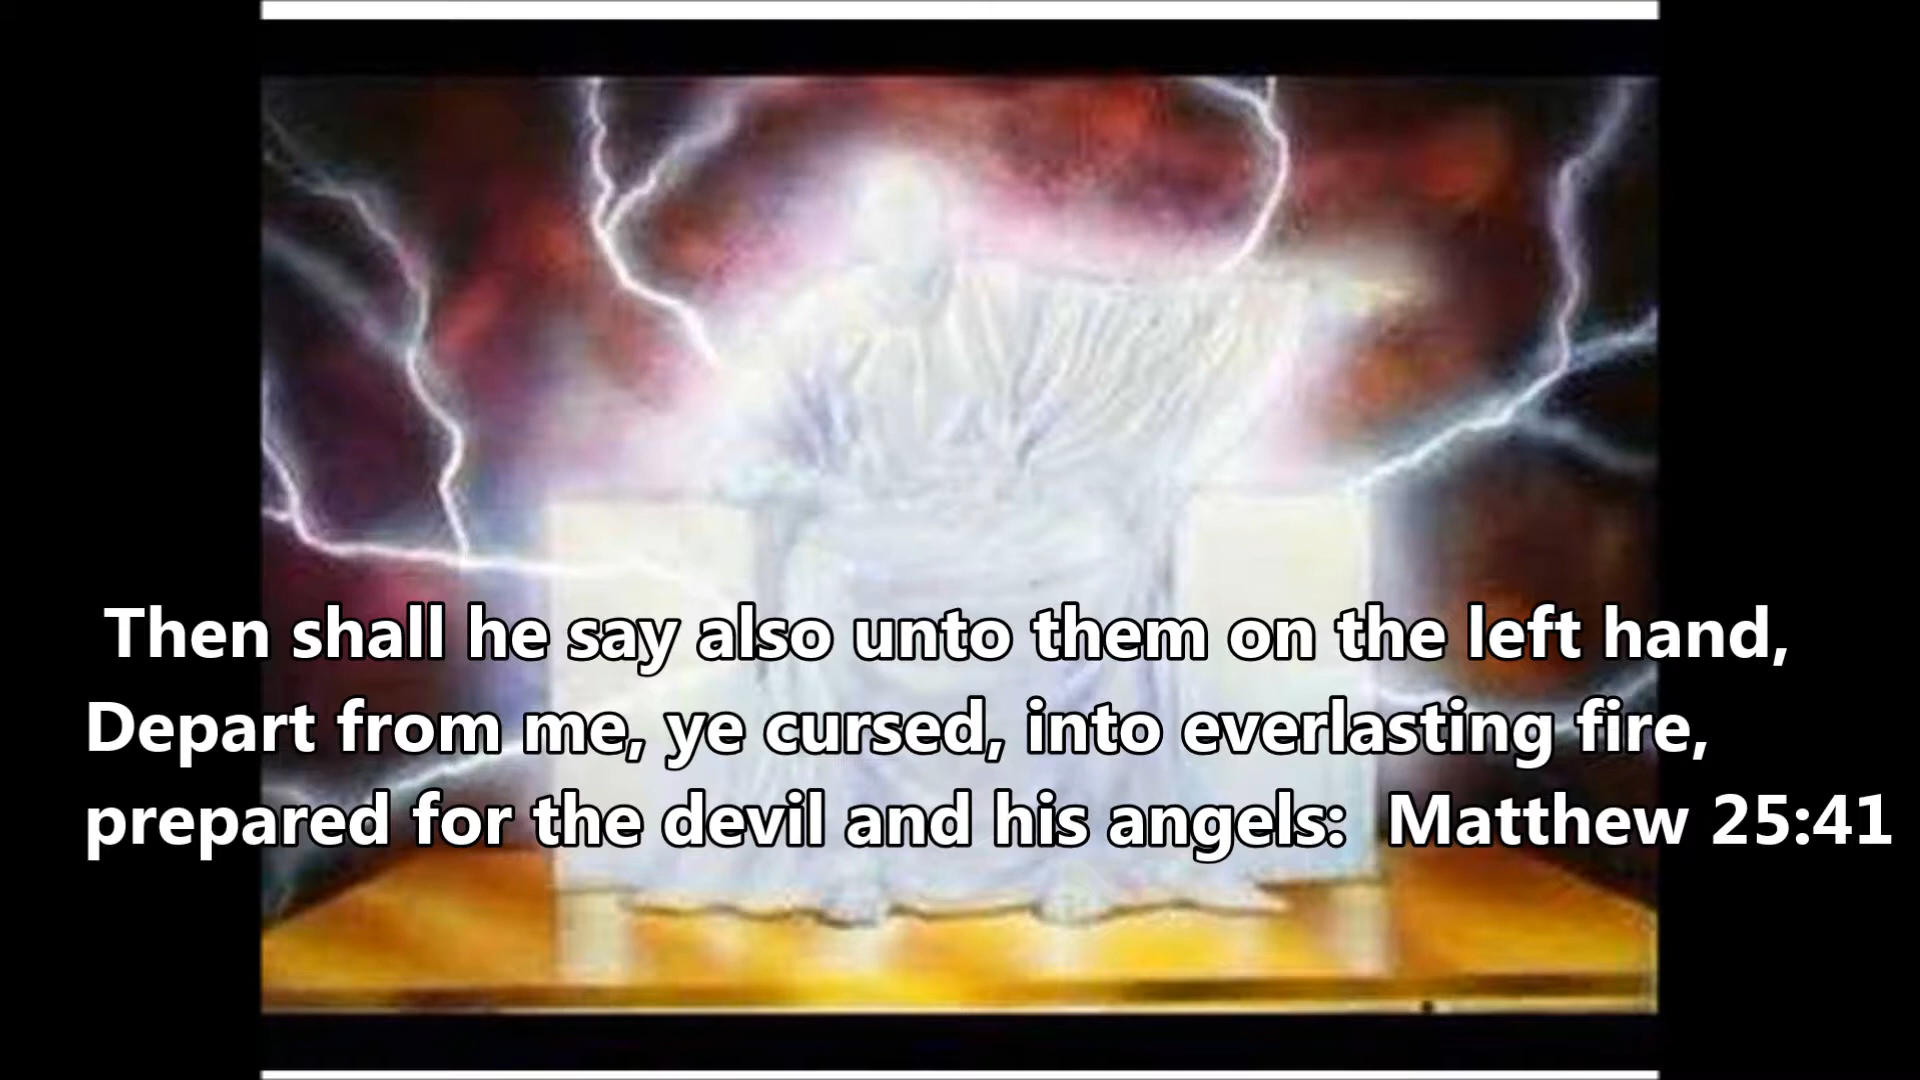 Then shall he say also unto them on the left hand,
Depart from me, ye cursed, into everlasting fire,
prepared for the devil and his angels:  Matthew 25:41